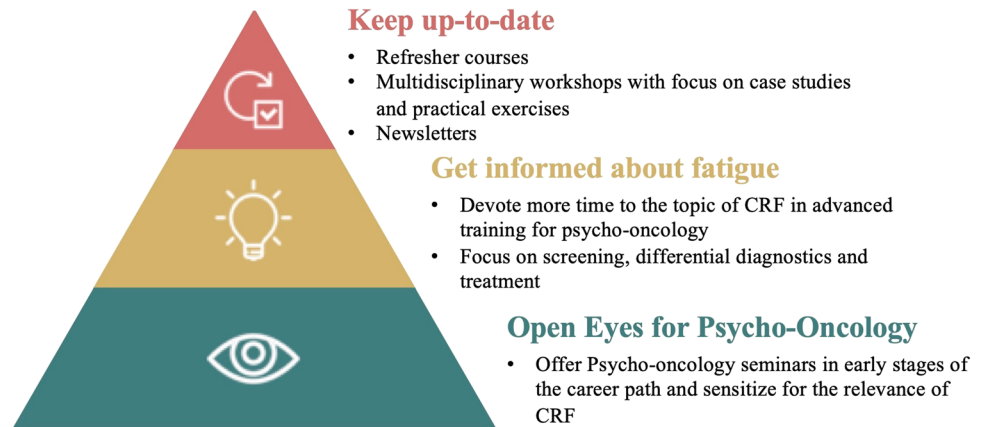 Keep up-to-date
• Refresher courses
• Multidisciplinary workshops with focus on case studies
and practical exercises
• Newsletters
Get informed about fatigue
• Devote more time to the topic of CRF in advanced
training for psycho-oncology
• Focus on screening, differential diagnostics and
treatment
Open Eyes for Psycho-Oncology
• Offer Psycho-oncology seminars in early stages of
the career path and sensitize for the relevance of
CRF